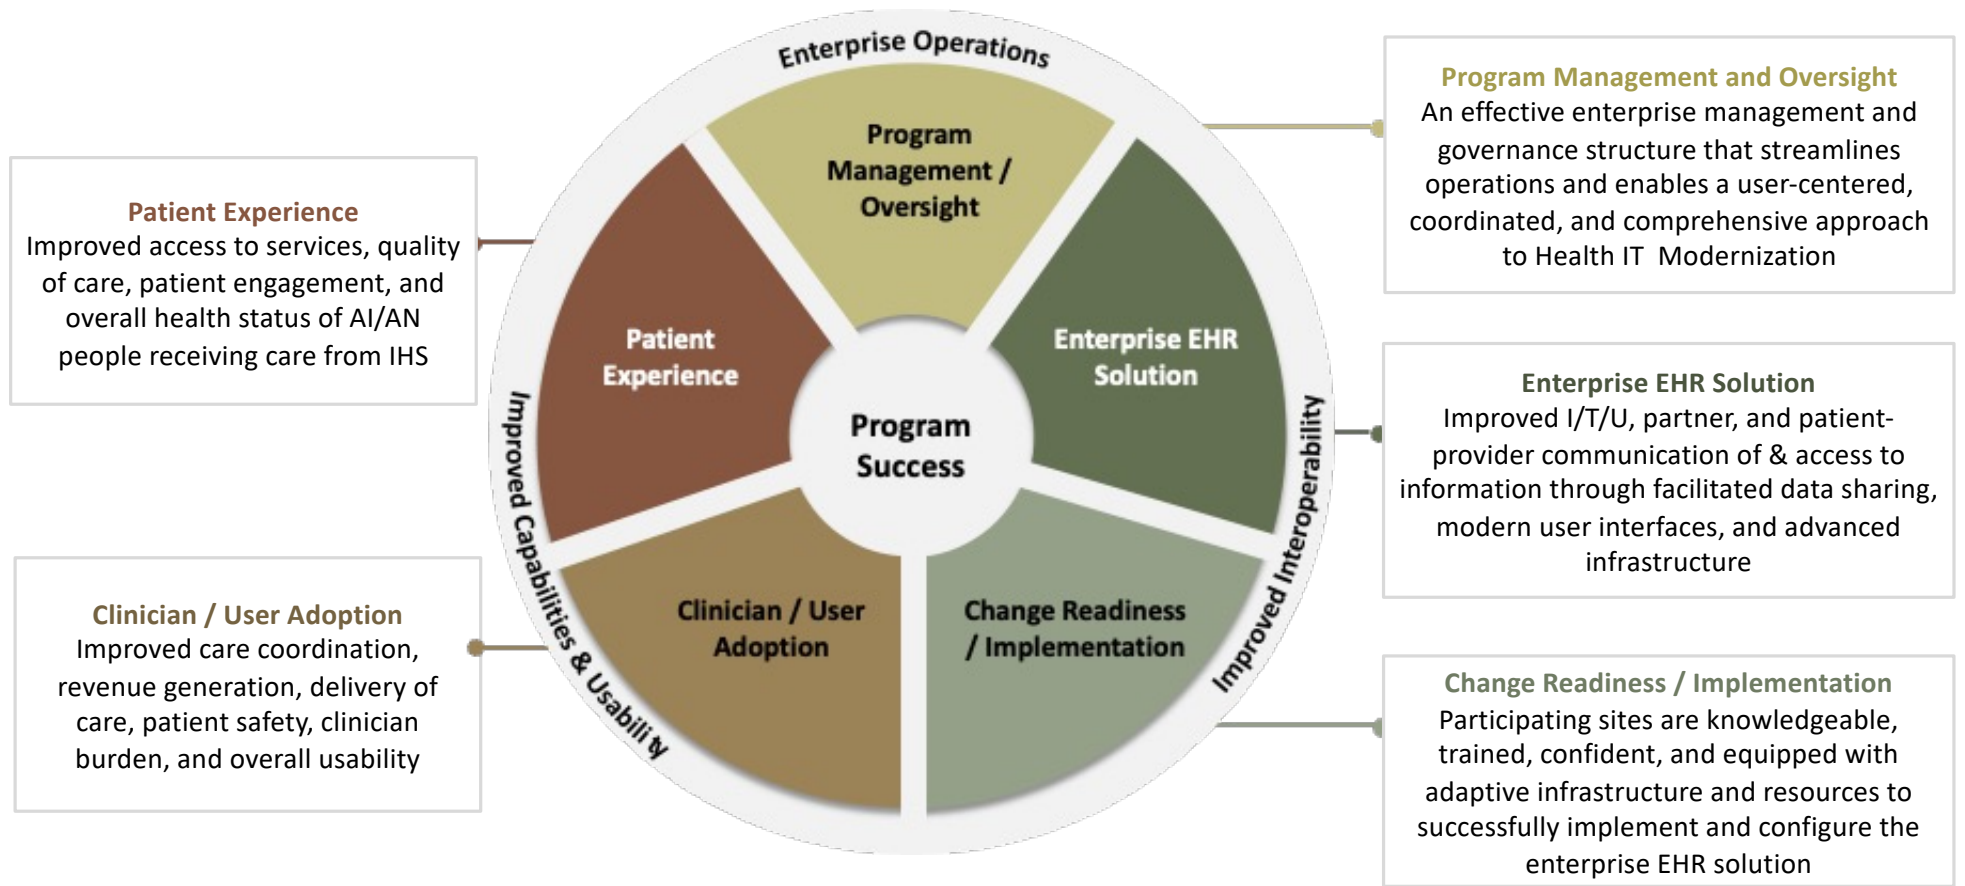 Enterprise Operations
Program
Management /
Oversight
Patient
Experience
Enterprise EHR
Solution
Program
Success
Clinician / User
Adoption
Change Readiness
/ Implementation
Improved Capabilities & Usability
Improved Interoperability
Patient Experience
Improved access to services, quality
of care, patient engagement, and
overall health status of AI/AN
people receiving care from IHS
Clinician / User Adoption
Improved care coordination,
revenue generation, delivery of
care, patient safety, clinician
burden, and overall usability
Program Management and Oversight
An effective enterprise management and
governance structure that streamlines
operations and enables a user-centered,
coordinated, and comprehensive approach
to Health IT  Modernization
Enterprise EHR Solution
Improved I/T/U, partner, and patient-
provider communication of & access to
information through facilitated data sharing,
modern user interfaces, and advanced
infrastructure
Change Readiness / Implementation
Participating sites are knowledgeable,
trained, confident, and equipped with
adaptive infrastructure and resources to
successfully implement and configure the
enterprise EHR solution